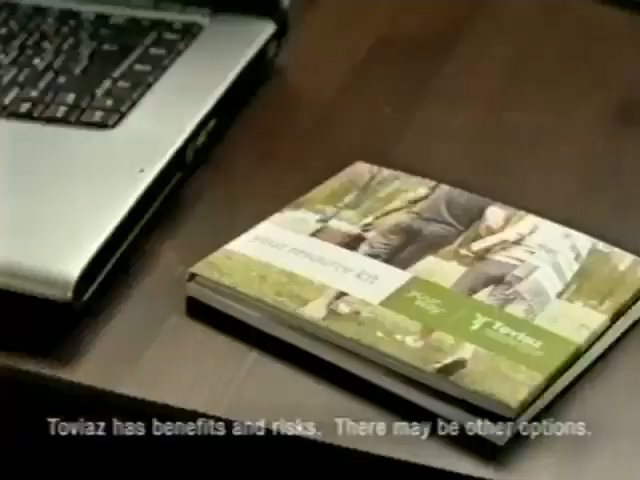 your resource kit
Toviaz
Toviaz has benefits and risks. There may be other options.